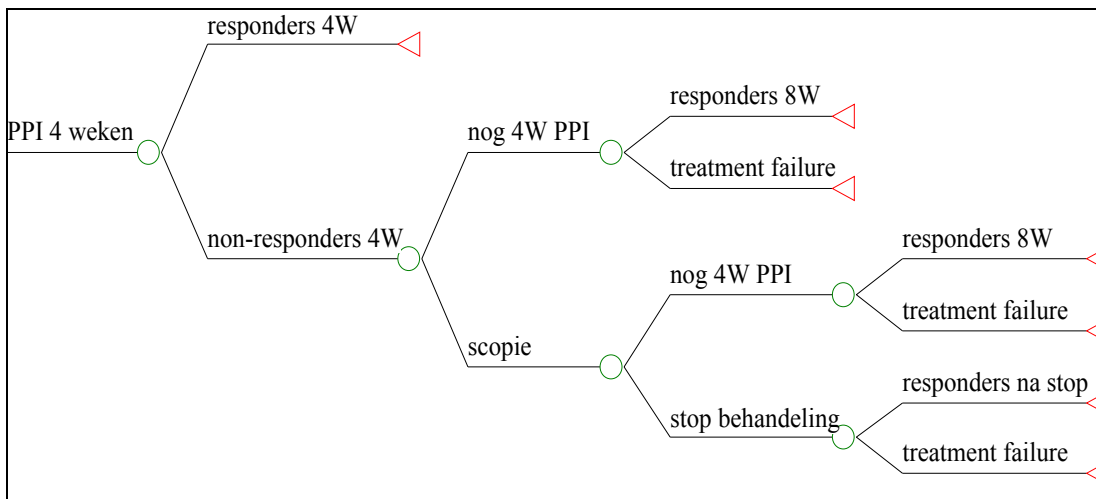 responders 4W
PPI 4 weken
responders 8W
nog 4W PPI
treatment failure
non-responders 4W
responders 8W
nog 4W PPI
treatment failure
scopie
responders na stop
stop behandeling
treatment failure